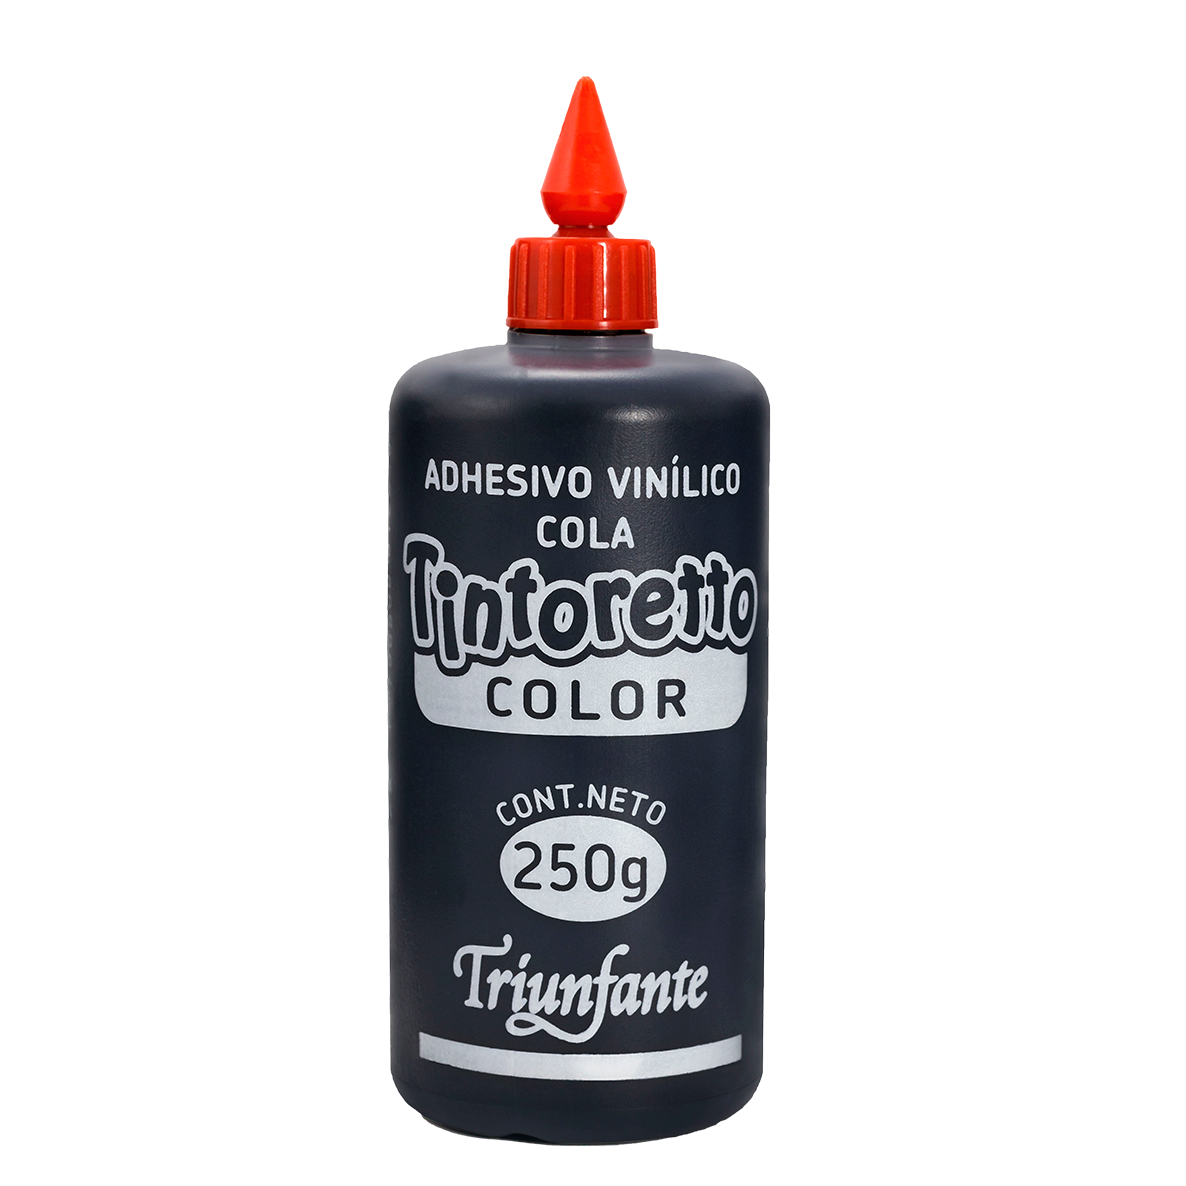 ADHESIVO VINÍLICO
COLA
Tintoretto
COLOR
CONT.NETO
250g
Triunfante